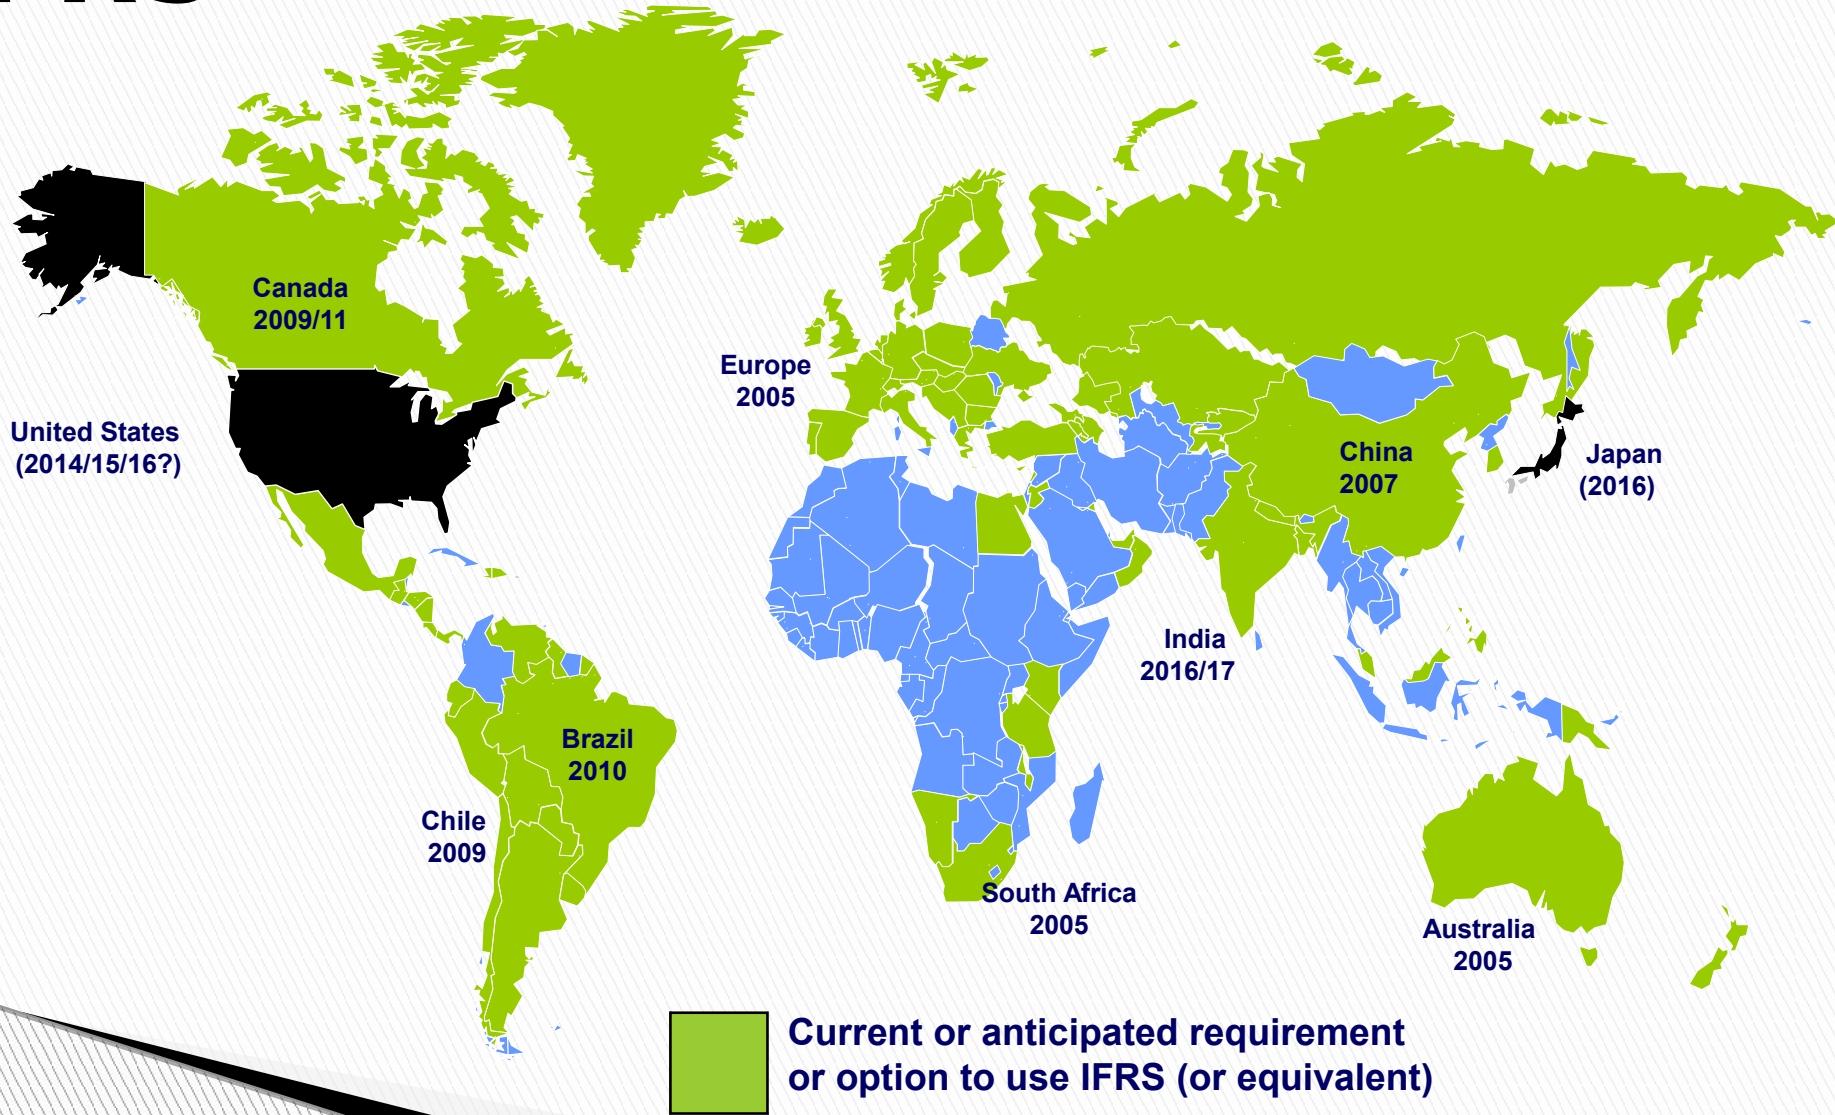 Canada
2009/11
United States
(2014/15/16?)
Europe
2005
China
2007
Japan
(2016)
India
2016/17
Brazil
2010
Chile
2009
South Africa
2005
Australia
2005
Current or anticipated requirement
or option to use IFRS (or equivalent)